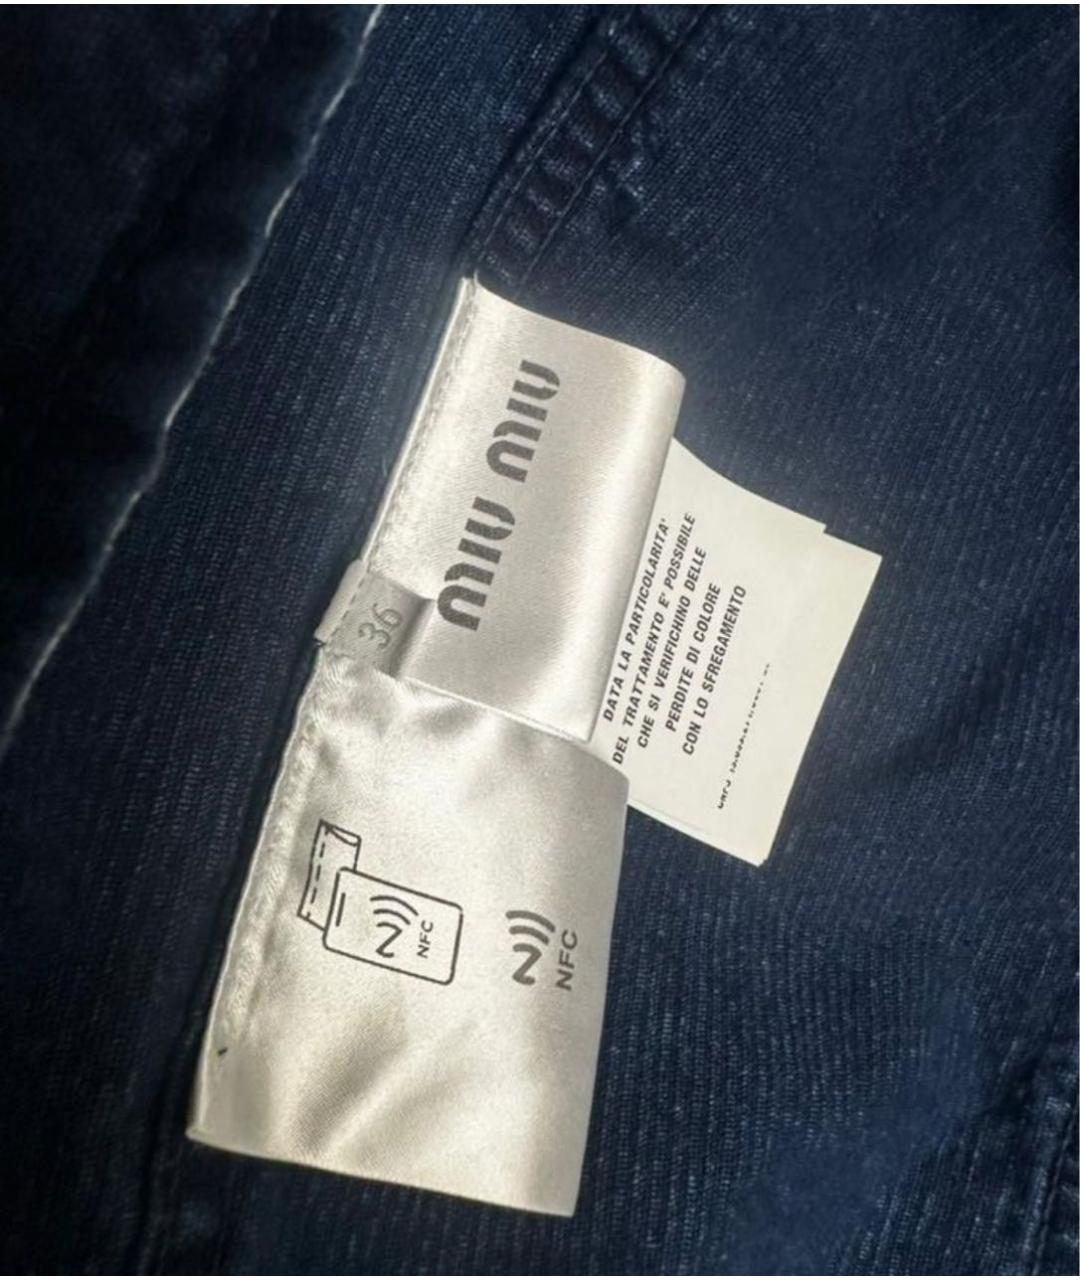 MIU MIU
36
DATA LA PARTICOLARITA'
DEL TRATTAMENTO E' POSSIBILE
CHE SI VERIFICHINO DELLE
PERDITE DI COLORE
CON LO SFREGAMENTO
NFC
NFC